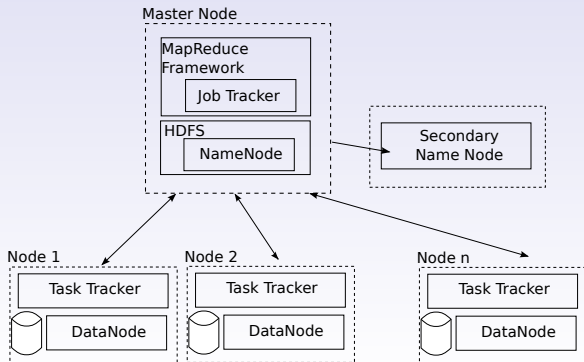 Master Node
MapReduce
Framework
Job Tracker
HDFS
NameNode
Secondary
Name Node
Node 1
Task Tracker
DataNode
Node 2
Task Tracker
DataNode
Node n
Task Tracker
DataNode